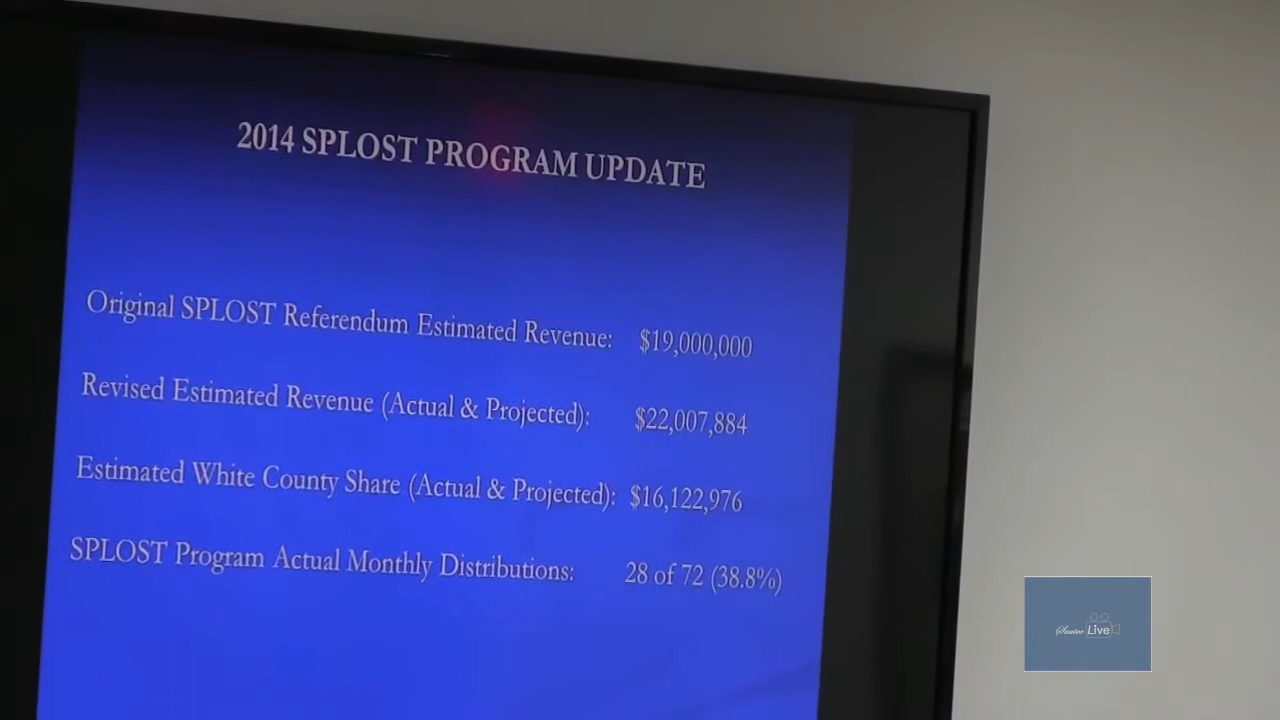 2014 SPLOST PROGRAM UPDATE
Original SPLOST Referendum Estimated Revenue: $19,000,000
Revised Estimated Revenue (Actual & Projected): $22,007,884
Estimated White County Share (Actual & Projected): $16,122,976
SPLOST Program Actual Monthly Distributions: 28 of 72 (38.8%)
Sautee Live